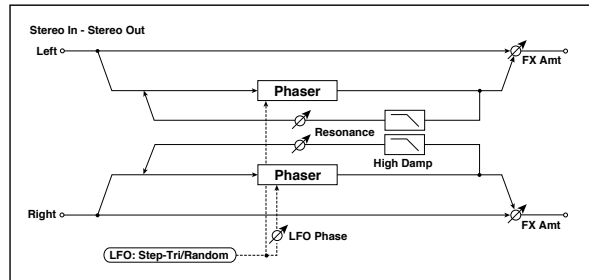 Stereo In - Stereo Out
Left
FX Amt
Phaser
Resonance
High Damp
Phaser
Right
LFO Phase
FX Amt
LFO: Step-Tri/Random